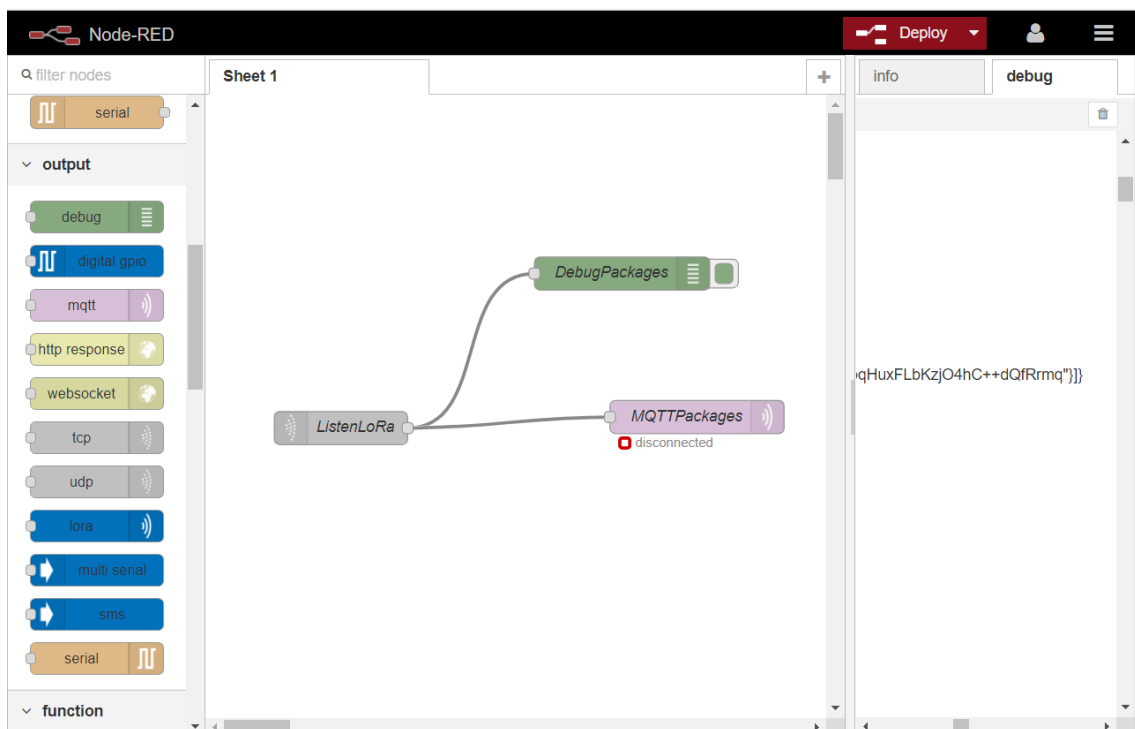 Node-RED
Deploy
filter nodes
Sheet 1
+
info
debug
serial
output
debug
digital gpio
mqtt
http response
websocket
tcp
udp
lora
multi serial
sms
serial
function
DebugPackages
ListenLoRa
MQTTPackages
disconnected
qHuxFLbKzjO4hC++dQfRrmq"}]}